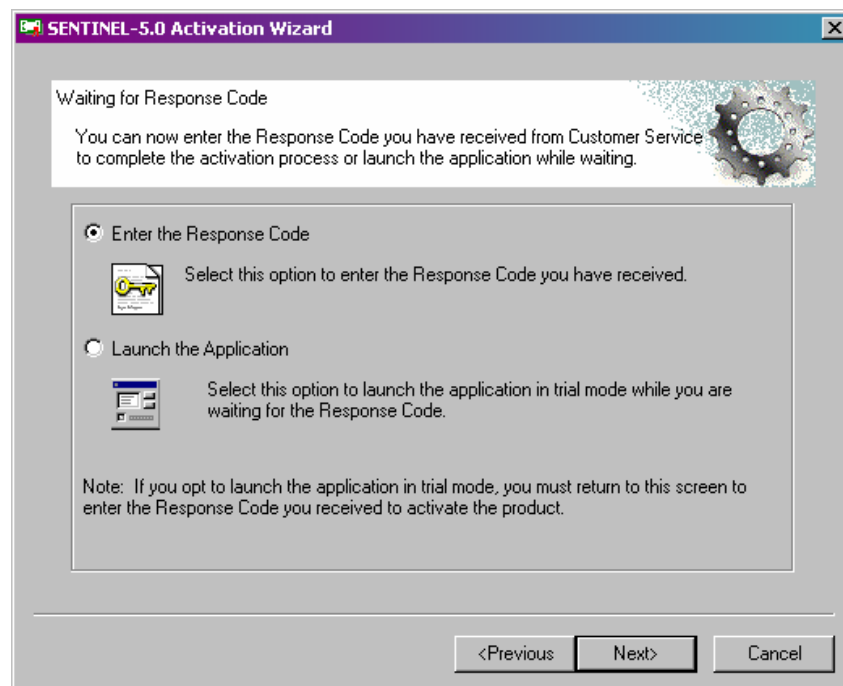 SENTINEL-5.0 Activation Wizard
Waiting for Response Code
You can now enter the Response Code you have received from Customer Service
to complete the activation process or launch the application while waiting.
Enter the Response Code
Select this option to enter the Response Code you have received.
Launch the Application
Select this option to launch the application in trial mode while you are
waiting for the Response Code.
Note: If you opt to launch the application in trial mode, you must return to this screen to
enter the Response Code you received to activate the product.
<Previous
Next>
Cancel